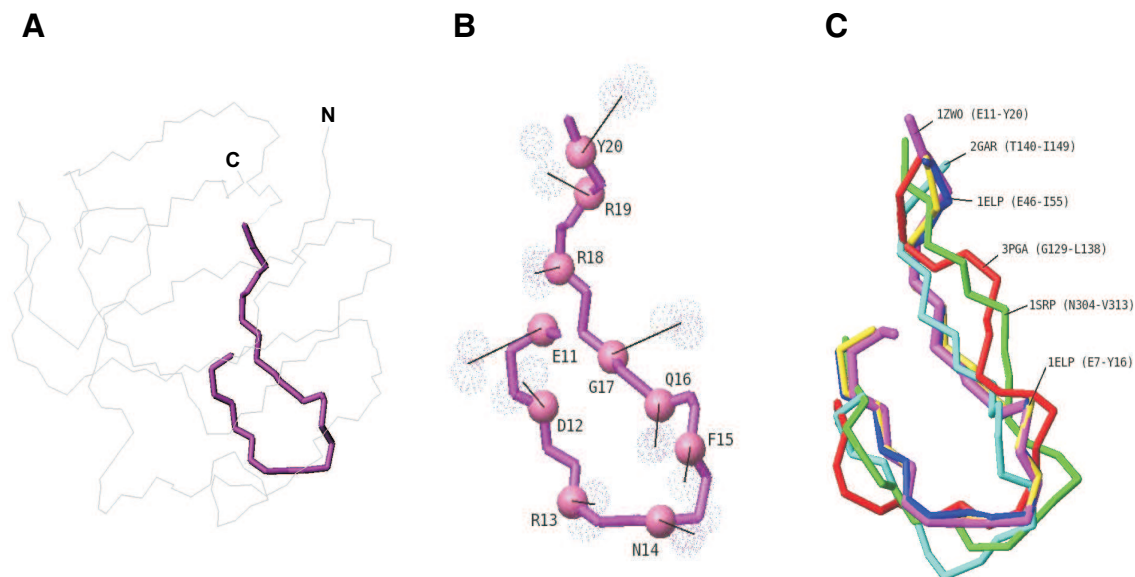 A
B
C
N
C
Y20
R19
R18
E11
G17
Q16
D12
F15
R13
N14
1ZWO (E11-Y20)
2GAR (T140-I149)
1ELP (E46-I55)
3PGA (G129-L138)
1SRP (N304-V313)
1ELP (E7-Y16)